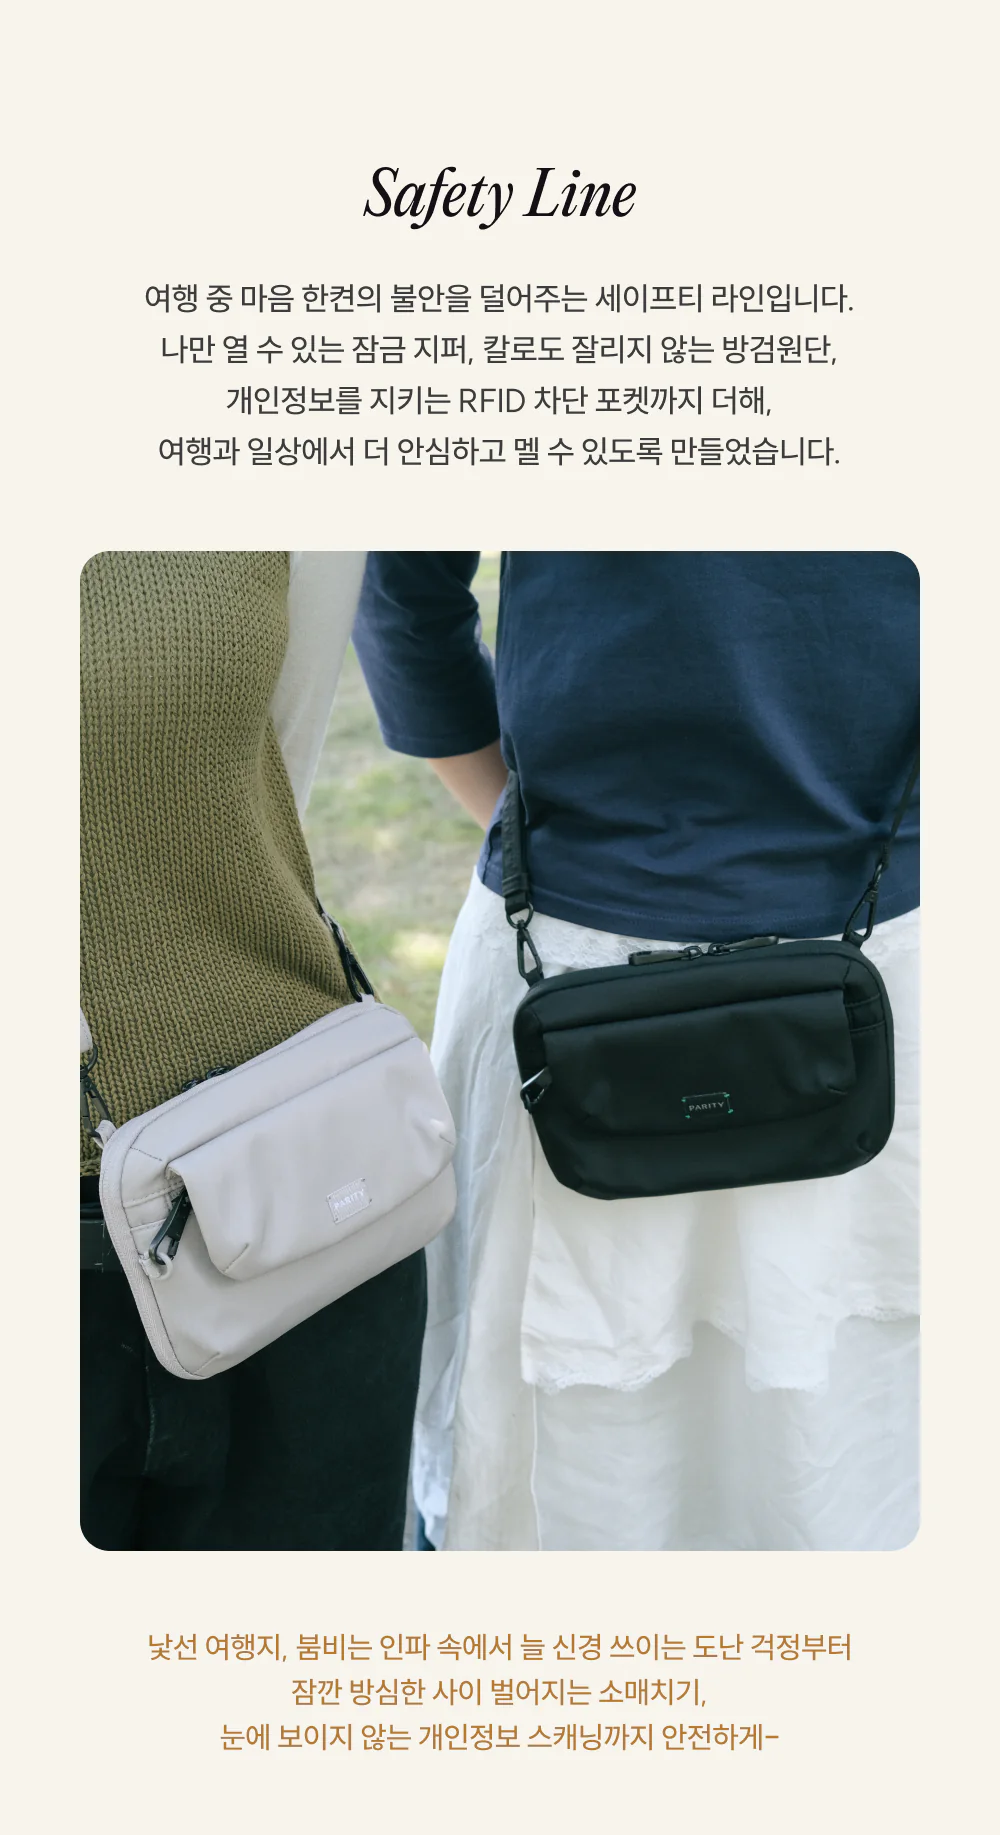 Safety Line
여행 중 마음 한켠의 불안을 덜어주는 세이프티 라인입니다.
나만 열 수 있는 잠금 지퍼, 칼로도 잘리지 않는 방검원단,
개인정보를 지키는 RFID 차단 포켓까지 더해,
여행과 일상에서 더 안심하고 멜 수 있도록 만들었습니다.
PARITY
PARITY
낯선 여행지, 붐비는 인파 속에서 늘 신경 쓰이는 도난 걱정부터
잠깐 방심한 사이 벌어지는 소매치기,
눈에 보이지 않는 개인정보 스캐닝까지 안전하게–